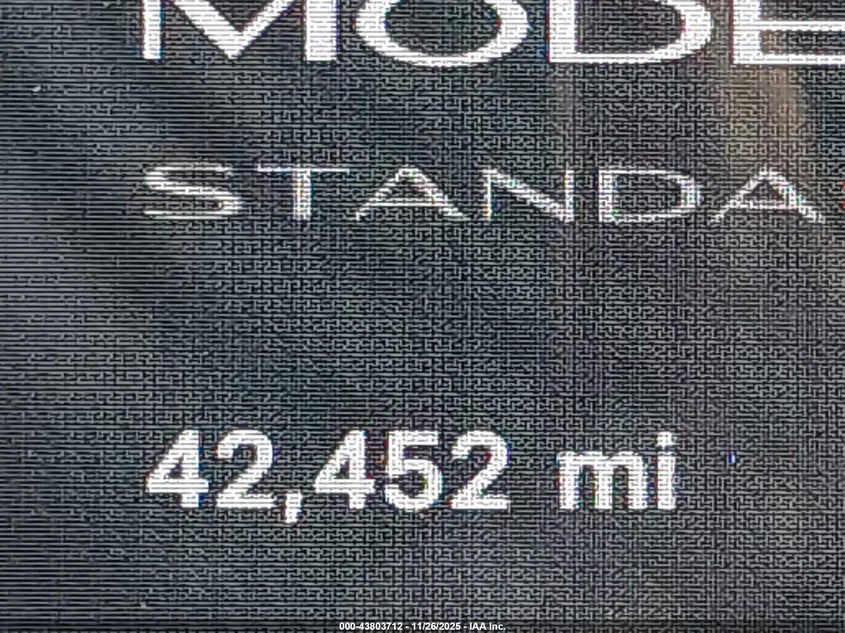 MODE
STANDA
42,452 mi
000-43803712 - 11/26/2025 - IAA Inc.